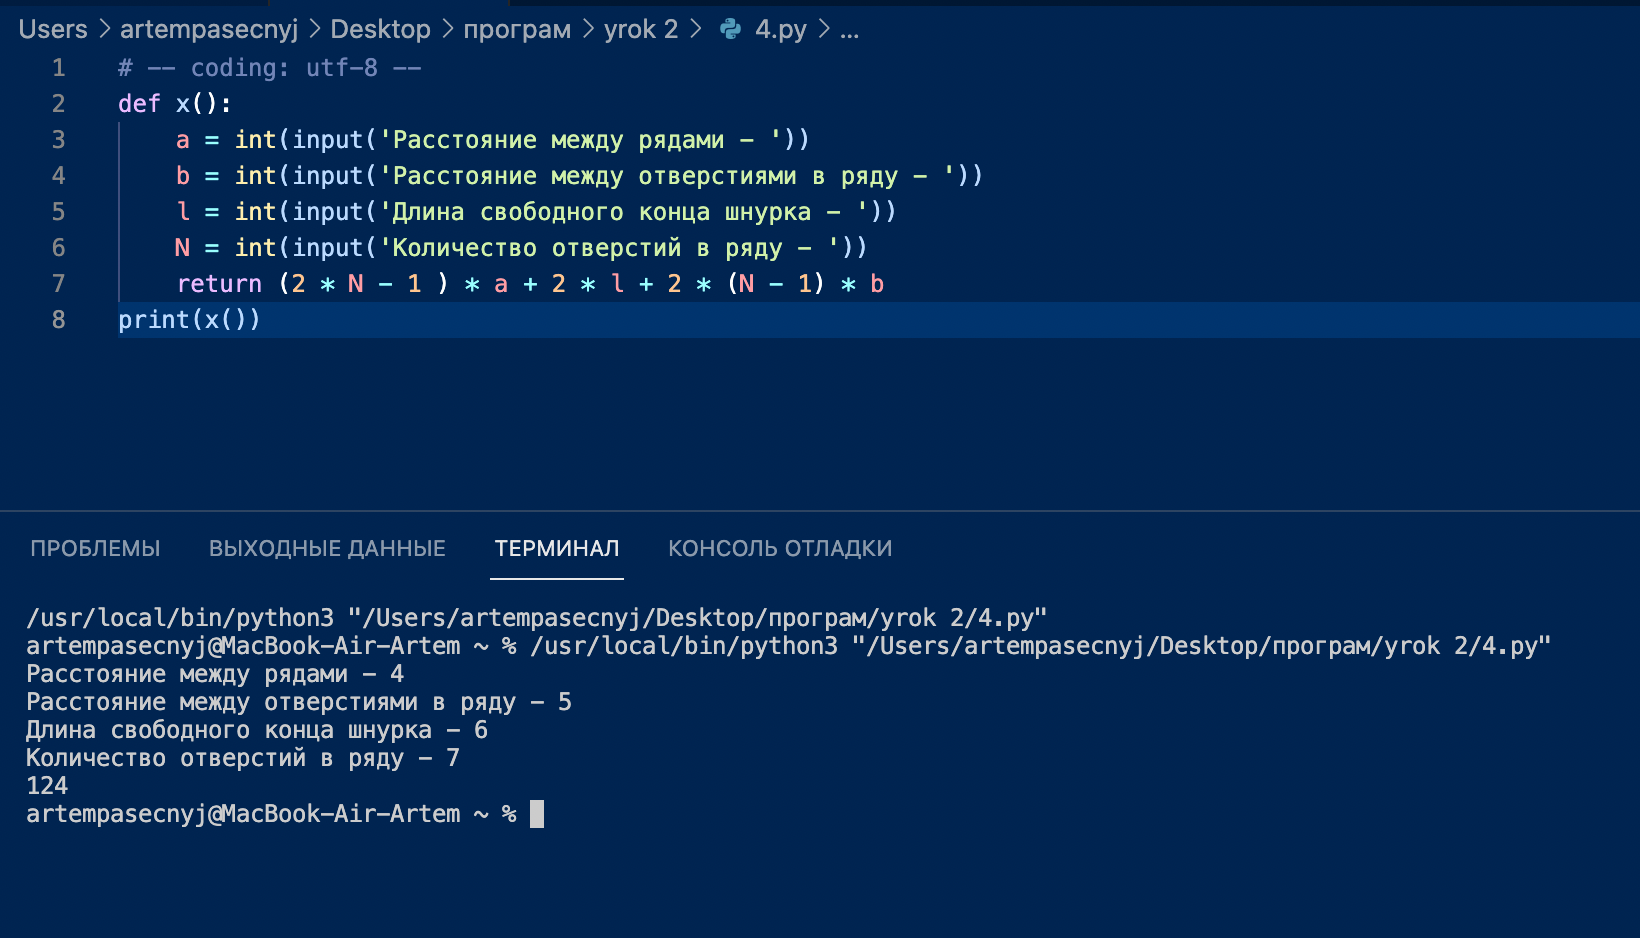 Users > artempasecnyj > Desktop > програм > yrok 2 > 4.py > ...
1 # -- coding: utf-8 --
2 def x():
3     a = int(input('Расстояние между рядами - '))
4     b = int(input('Расстояние между отверстиями в ряду - '))
5     l = int(input('Длина свободного конца шнурка - '))
6     N = int(input('Количество отверстий в ряду - '))
7     return (2 * N - 1 ) * a + 2 * l + 2 * (N - 1) * b
8 print(x())
ПРОБЛЕМЫ ВЫХОДНЫЕ ДАННЫЕ ТЕРМИНАЛ КОНСОЛЬ ОТЛАДКИ
/usr/local/bin/python3 "/Users/artempasecnyj/Desktop/програм/yrok 2/4.py"
artempasecnyj@MacBook-Air-Artem ~ % /usr/local/bin/python3 "/Users/artempasecnyj/Desktop/програм/yrok 2/4.py"
Расстояние между рядами - 4
Расстояние между отверстиями в ряду - 5
Длина свободного конца шнурка - 6
Количество отверстий в ряду - 7
124
artempasecnyj@MacBook-Air-Artem ~ %